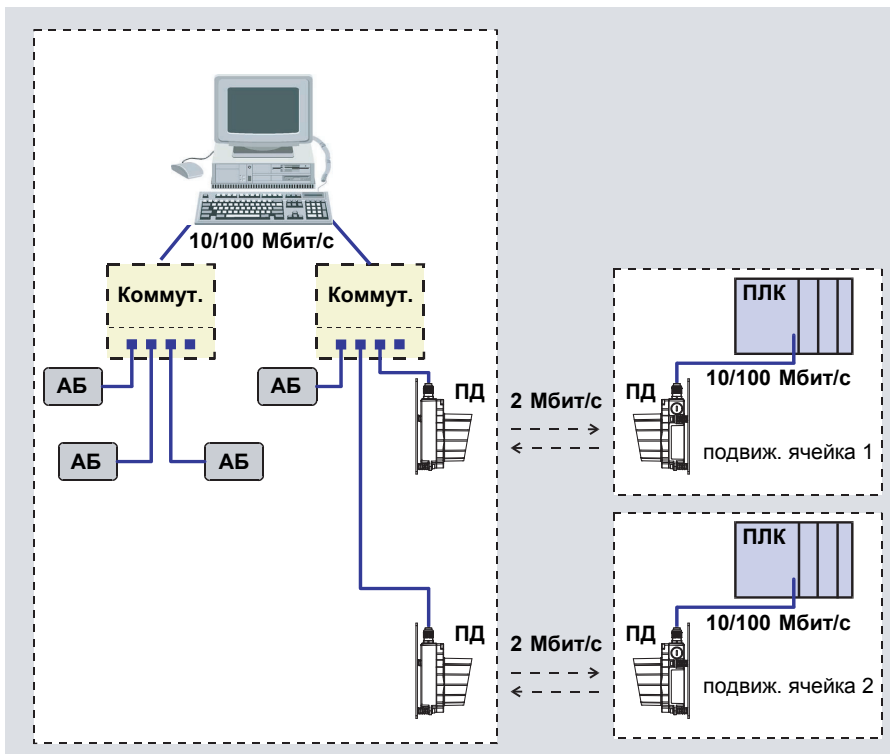 10/100 Мбит/с
Коммут.
Коммут.
ПЛК
АБ
АБ
ПД
2 Мбит/с
ПД
10/100 Мбит/с
подвиж. ячейка 1
АБ
АБ
ПЛК
ПД
2 Мбит/с
ПД
10/100 Мбит/с
подвиж. ячейка 2